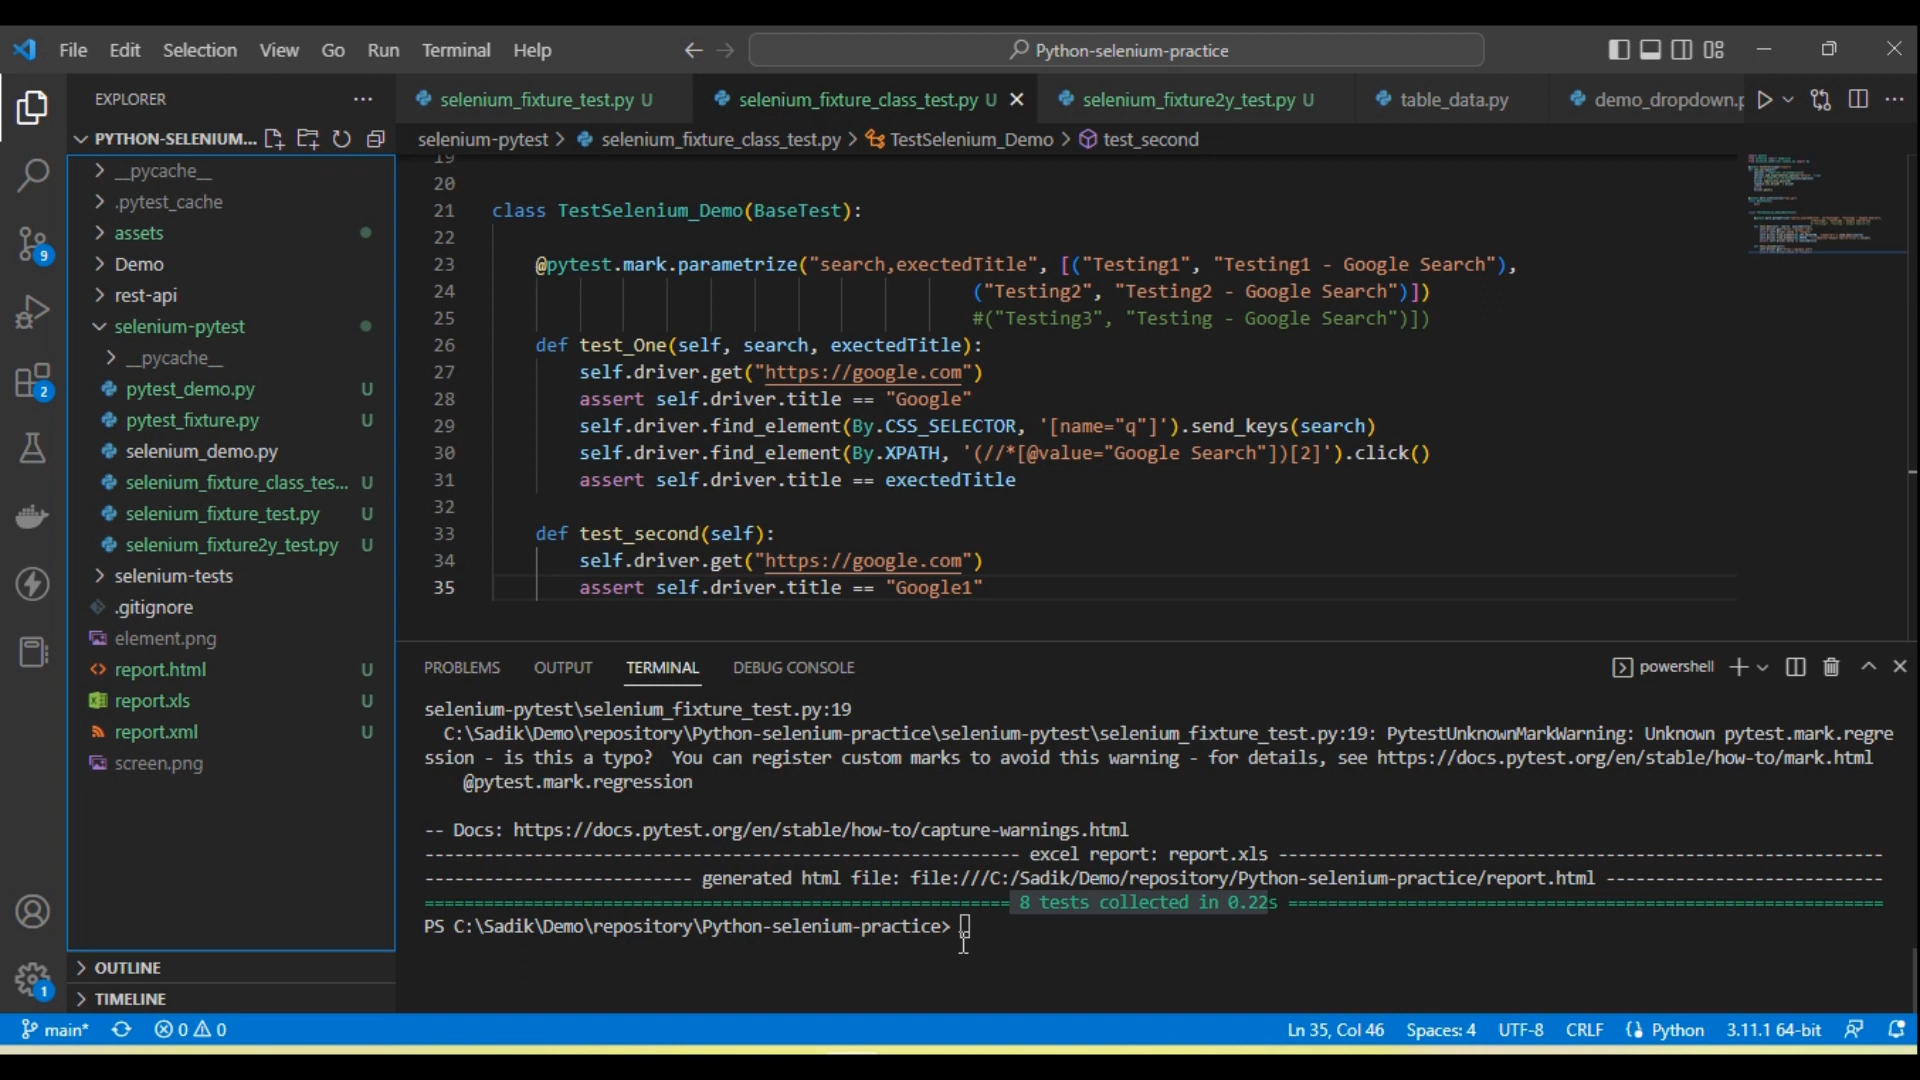 File Edit Selection View Go Run Terminal Help
Python-selenium-practice
EXPLORER
PYTHON-SELENIUM...
__pycache__
.pytest_cache
assets
Demo
rest-api
selenium-pytest
__pycache__
pytest_demo.py U
pytest_fixture.py U
selenium_demo.py
selenium_fixture_class_tes... U
selenium_fixture_test.py U
selenium_fixture2y_test.py U
selenium-tests
.gitignore
element.png
report.html U
report.xls U
report.xml U
screen.png
OUTLINE
TIMELINE
9
2
1
selenium_fixture_test.py U selenium_fixture_class_test.py U selenium_fixture2y_test.py U table_data.py demo_dropdown.p
selenium-pytest > selenium_fixture_class_test.py > TestSelenium_Demo > test_second
19
20
21 class TestSelenium_Demo(BaseTest):
22
23 @pytest.mark.parametrize("search,exectedTitle", [("Testing1", "Testing1 - Google Search"),
24 ("Testing2", "Testing2 - Google Search")])
25 #("Testing3", "Testing - Google Search")])
26 def test_One(self, search, exectedTitle):
27 self.driver.get("https://google.com")
28 assert self.driver.title == "Google"
29 self.driver.find_element(By.CSS_SELECTOR, '[name="q"]').send_keys(search)
30 self.driver.find_element(By.XPATH, '(//*[@value="Google Search"])[2]').click()
31 assert self.driver.title == exectedTitle
32
33 def test_second(self):
34 self.driver.get("https://google.com")
35 assert self.driver.title == "Google1"
PROBLEMS OUTPUT TERMINAL DEBUG CONSOLE
powershell
selenium-pytest\selenium_fixture_test.py:19
C:\Sadik\Demo\repository\Python-selenium-practice\selenium-pytest\selenium_fixture_test.py:19: PytestUnknownMarkWarning: Unknown pytest.mark.regre
ssion - is this a typo?  You can register custom marks to avoid this warning - for details, see https://docs.pytest.org/en/stable/how-to/mark.html
@pytest.mark.regression
-- Docs: https://docs.pytest.org/en/stable/how-to/capture-warnings.html
------------------------------------------------------------ excel report: report.xls -------------------------------------------------------------
--------------------------- generated html file: file:///C:/Sadik/Demo/repository/Python-selenium-practice/report.html ----------------------------
=========================================================== 8 tests collected in 0.22s ============================================================
PS C:\Sadik\Demo\repository\Python-selenium-practice>
main* 0 0 Ln 35, Col 46 Spaces: 4 UTF-8 CRLF Python 3.11.1 64-bit